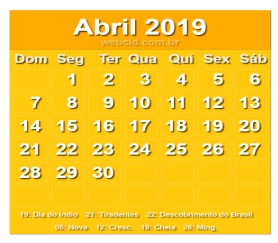 Abril 2019
webcid.com.br
Dom Seg Ter Qua Qui Sex Sáb
1 2 3 4 5 6
7 8 9 10 11 12 13
14 15 16 17 18 19 20
21 22 23 24 25 26 27
28 29 30
19: Dia do Índio 21: Tiradentes 22: Descobrimento do Brasil
05: Nova 12: Cresc. 19: Cheia 26: Ming.